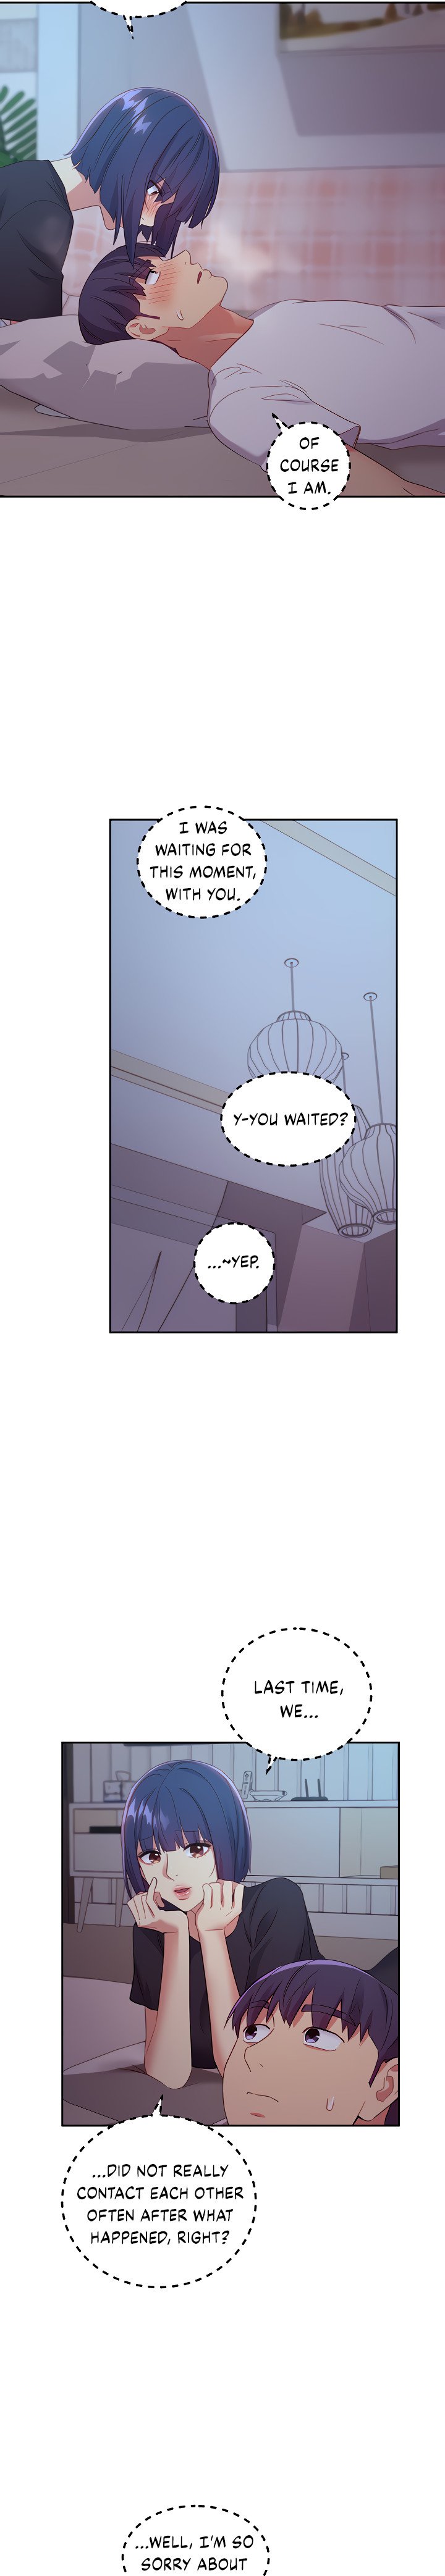 OF
COURSE
I AM.
I WAS
WAITING FOR
THIS MOMENT,
WITH YOU.
Y-YOU WAITED?
...~YEP.
LAST TIME,
WE...
...DID NOT REALLY
CONTACT EACH OTHER
OFTEN AFTER WHAT
HAPPENED, RIGHT?
...WELL, I'M SO
SORRY ABOUT